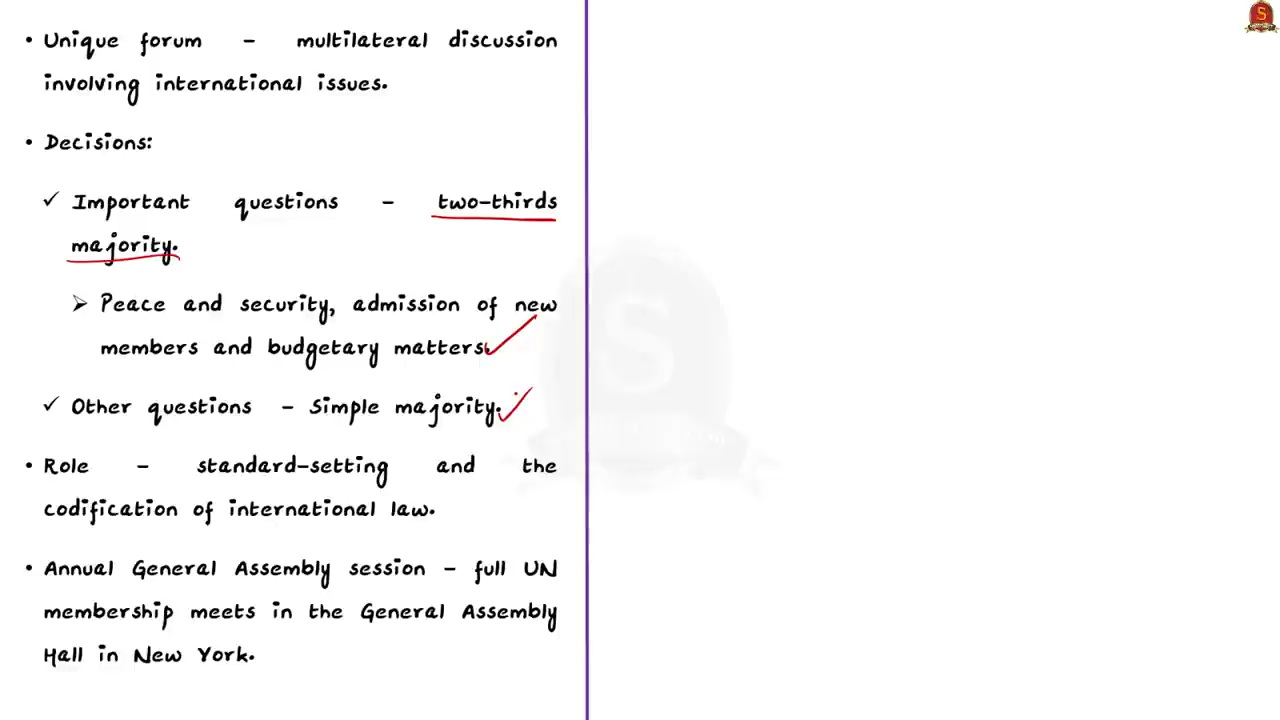 • Unique forum – multilateral discussion
involving international issues.
• Decisions:
✓ Important questions – two-thirds
majority.
➢ Peace and security, admission of new
members and budgetary matters.
✓ Other questions – Simple majority.
• Role – standard-setting and the
codification of international law.
• Annual General Assembly session – full UN
membership meets in the General Assembly
Hall in New York.
S
S